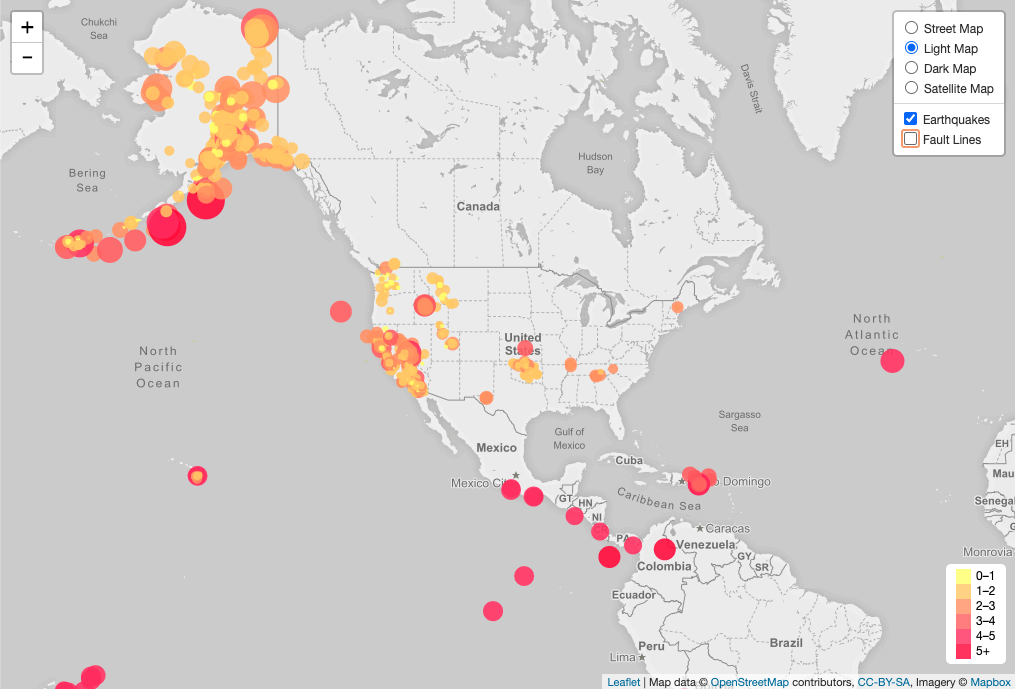 +
−
Chukchi
Sea
Davis Strait
Street Map
Light Map
Dark Map
Satellite Map
Earthquakes
Fault Lines
Hudson
Bay
Bering
Sea
Canada
North
Pacific
Ocean
United
States
North
Atlantic
Ocean
Sargasso
Sea
Gulf of
Mexico
Mexico
Cuba
EH
Mau
Mexico
Domingo
Caribbean Sea
GT
HN
NI
Senegal
PA
Caracas
Venezuela
GY
SR
Monrovia
Colombia
Ecuador
Peru
Lima
Brazil
0–1
1–2
2–3
3–4
4–5
5+
Leaflet | Map data © OpenStreetMap contributors, CC-BY-SA, Imagery © Mapbox